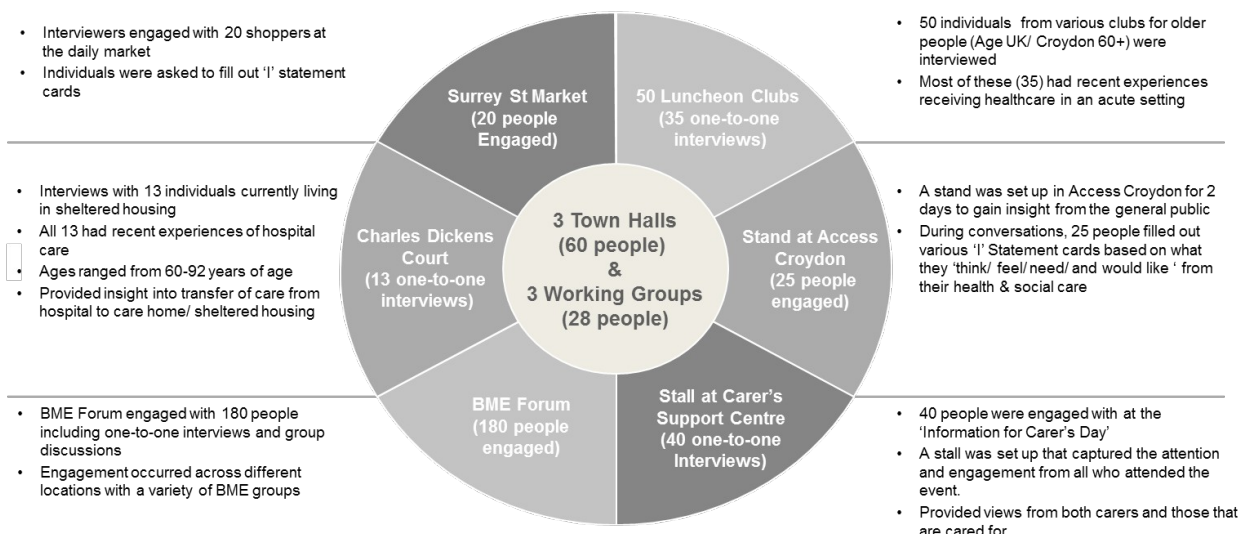 • Interviewers engaged with 20 shoppers at
the daily market
• Individuals were asked to fill out ‘I’ statement
cards
• Interviews with 13 individuals currently living
in sheltered housing
• All 13 had recent experiences of hospital
care
• Ages ranged from 60-92 years of age
• Provided insight into transfer of care from
hospital to care home/ sheltered housing
• BME Forum engaged with 180 people
including one-to-one interviews and group
discussions
• Engagement occurred across different
locations with a variety of BME groups
Surrey St Market
(20 people
Engaged)
50 Luncheon Clubs
(35 one-to-one
interviews)
Charles Dickens
Court
(13 one-to-one
interviews)
3 Town Halls
(60 people)
&
3 Working Groups
(28 people)
Stand at Access
Croydon
(25 people
engaged)
BME Forum
(180 people
engaged)
Stall at Carer’s
Support Centre
(40 one-to-one
Interviews)
• 50 individuals from various clubs for older
people (Age UK/ Croydon 60+) were
interviewed
• Most of these (35) had recent experiences
receiving healthcare in an acute setting
• A stand was set up in Access Croydon for 2
days to gain insight from the general public
• During conversations, 25 people filled out
various ‘I’ Statement cards based on what
they ‘think/ feel/ need/ and would like ‘ from
their health & social care
• 40 people were engaged with at the
‘Information for Carer’s Day’
• A stall was set up that captured the attention
and engagement from all who attended the
event.
• Provided views from both carers and those that
are cared for